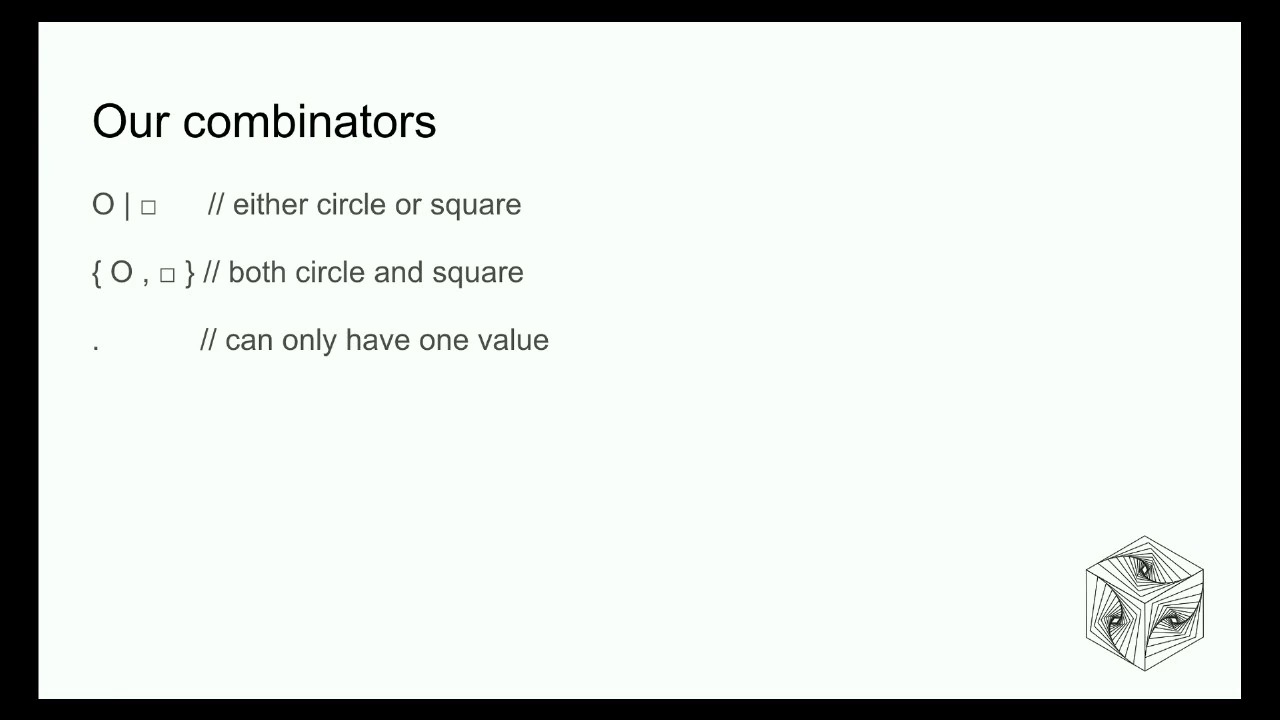 Our combinators
O | □ // either circle or square
{ O , □ } // both circle and square
. // can only have one value